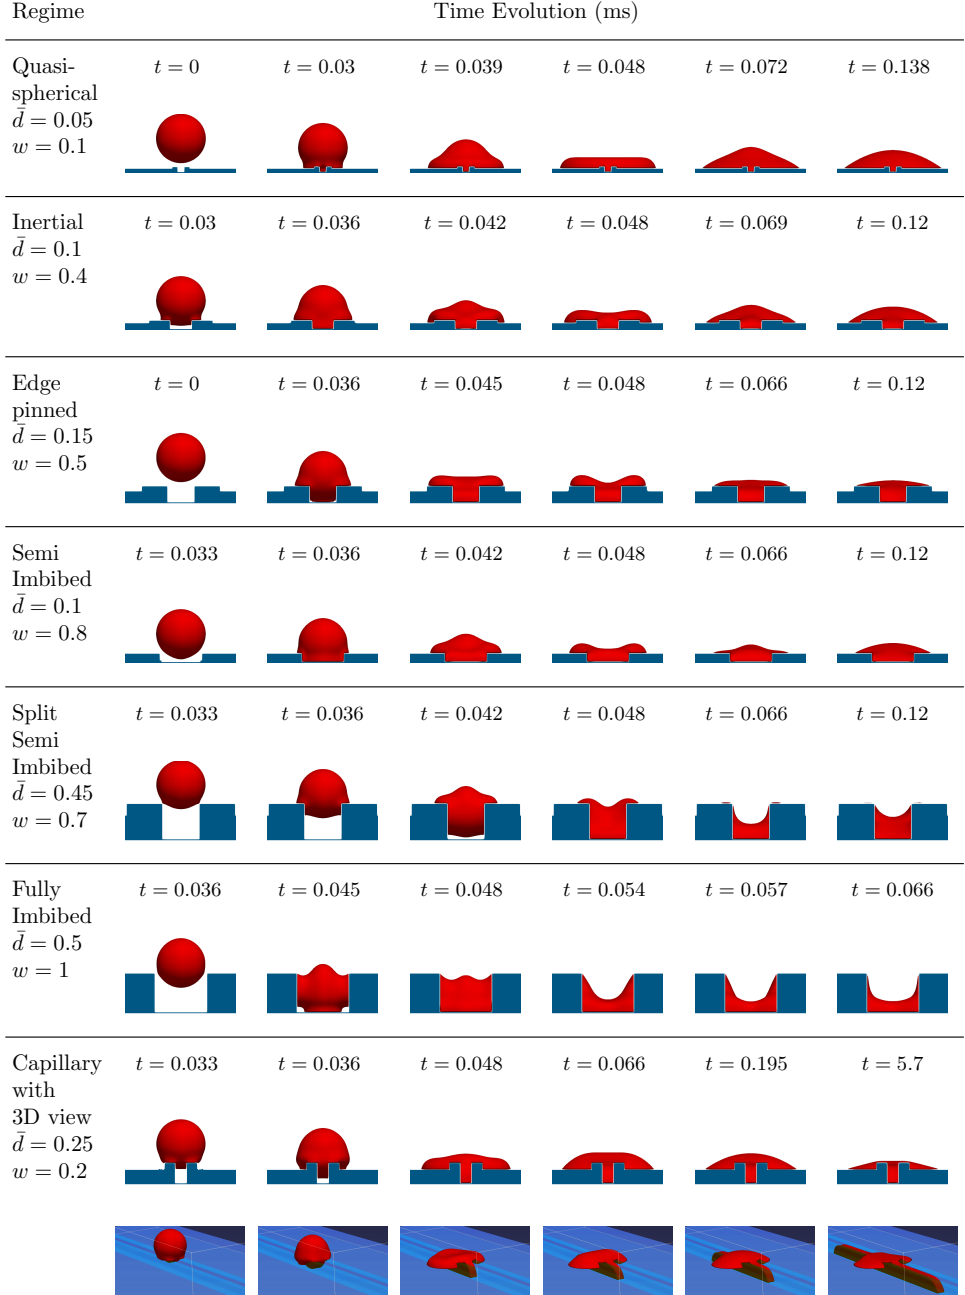 Regime Time Evolution (ms)
Quasi- t = 0 t = 0.03 t = 0.039 t = 0.048 t = 0.072 t = 0.138
spherical
d̄ = 0.05
w = 0.1
Inertial t = 0.03 t = 0.036 t = 0.042 t = 0.048 t = 0.069 t = 0.12
d̄ = 0.1
w = 0.4
Edge t = 0 t = 0.036 t = 0.045 t = 0.048 t = 0.066 t = 0.12
pinned
d̄ = 0.15
w = 0.5
Semi t = 0.033 t = 0.036 t = 0.042 t = 0.048 t = 0.066 t = 0.12
Imbibed
d̄ = 0.1
w = 0.8
Split t = 0.033 t = 0.036 t = 0.042 t = 0.048 t = 0.066 t = 0.12
Semi
Imbibed
d̄ = 0.45
w = 0.7
Fully t = 0.036 t = 0.045 t = 0.048 t = 0.054 t = 0.057 t = 0.066
Imbibed
d̄ = 0.5
w = 1
Capillary t = 0.033 t = 0.036 t = 0.048 t = 0.066 t = 0.195 t = 5.7
with
3D view
d̄ = 0.25
w = 0.2